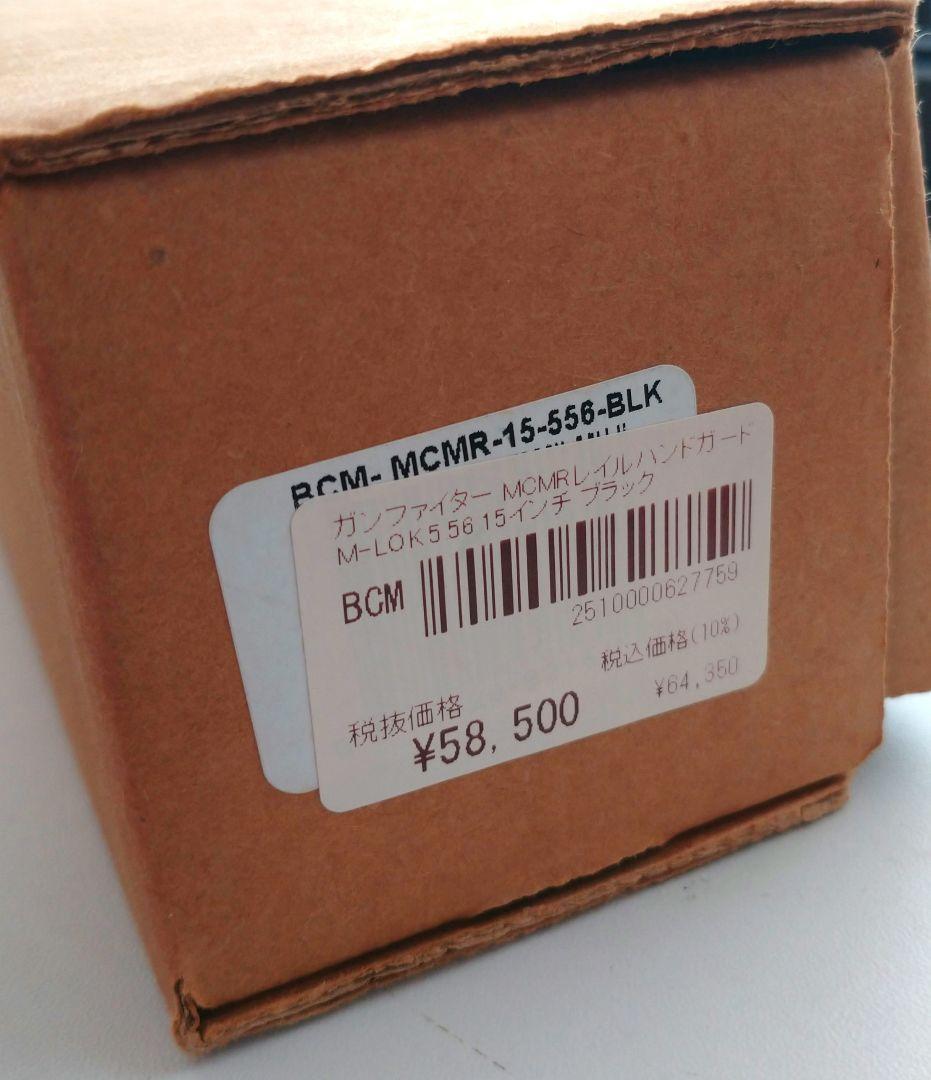 BCM- MCMR-15-556-BLK
ガンファイター MCMRレイルハンドガード
M-LOK5 56 15インチ ブラック
BCM
2510000627759
税込価格(10%)
¥64,350
税抜価格
¥58,500